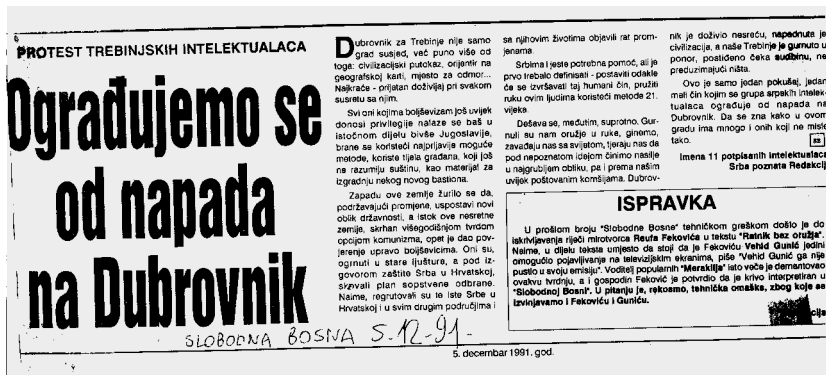 6
PROTEST TREBINJSKIH INTELEKTUALACA
Ograđujemo se
od napada
na Dubrovnik
Dubrovnik za Trebinje nije samo
grad susjed, već puno više od
toga: civilizacijski putokaz, orijentir na
geografskoj karti, mjesto za odmor...
Najkraće - prijatan doživljaj pri svakom
susretu sa njim.
Svi oni kojima boljševizam još uvijek
donosi privilegije nalaze se baš u
istočnom dijelu bivše Jugoslavije,
brane se koristeći najprljavije moguće
metode, koriste tijela građana, koji još
ne razumiju suštinu, kao materijal za
izgradnju nekog novog bastiona.
Zapadu ove zemlje žurilo se da,
podržavajući promjene, uspostavi novi
oblik državnosti, a istok ove nesretne
zemlje, skrhan višegodišnjom tvrdom
opcijom komunizma, opet je dao pov-
jerenje upravo boljševicima. Oni su,
ogrnuti u stare ljušture, a pod iz-
govorom zaštite Srba u Hrvatskoj,
skrivali plan sopstvene odbrane.
Naime, regrutovali su te iste Srbe u
Hrvatskoj i u svim drugim područjima i
sa njihovim životima objavili rat prom-
jenama.
Srbima i jeste potrebna pomoć, ali je
prvo trebalo definisati - postaviti odakle
će se izvršavati taj humani čin, pružiti
ruku ovim ljudima koristeći metode 21.
vijeka.
Dešava se, međutim, suprotno. Gur-
nuli su nam oružje u ruke, ginemo,
zavađaju nas sa svijetom, tjeraju nas da
pod nepoznatom idejom činimo nasilje
u najgrubljem obliku, pa i prema našim
uvijek poštovanim komšijama. Dubrov-
nik je doživio nesreću, napadnuta je
civilizacija, a naše Trebinje je gurnuto u
ponor, postiđeno čeka sudbinu, ne
preduzimajući ništa.
Ovo je samo jedan pokušaj, jedan
mali čin kojim se grupa srpskih intelek-
tualaca ograđuje od napada na
Dubrovnik. Da se zna kako u ovom
gradu ima mnogo i onih koji ne misle
tako.
Imena 11 potpisanih intelektualaca
Srba poznata Redakciji
ISPRAVKA
U prošlom broju "Slobodne Bosne" tehničkom greškom došlo je do
iskrivljavanja riječi mirotvorca Reufa Fekovića u tekstu "Ratnik bez oružja".
Naime, u dijelu teksta umjesto da stoji da je Fekoviću Vehid Gunić jedini
omogućio pojavljivanje na televizijskim ekranima, piše "Vehid Gunić ga nije
pustio u svoju emisiju". Voditelj popularnih "Meraklija" isto veče je demantovao
ovakvu tvrdnju, a i gospodin Feković je potvrdio da je krivo interpretiran u
"Slobodnoj Bosni". U pitanju je, rekosmo, tehnička omaška, zbog koje se
izvinjavamo i Fekoviću i Guniću.
SLOBODNA BOSNA 5.12.91.
5. decembar 1991. god.